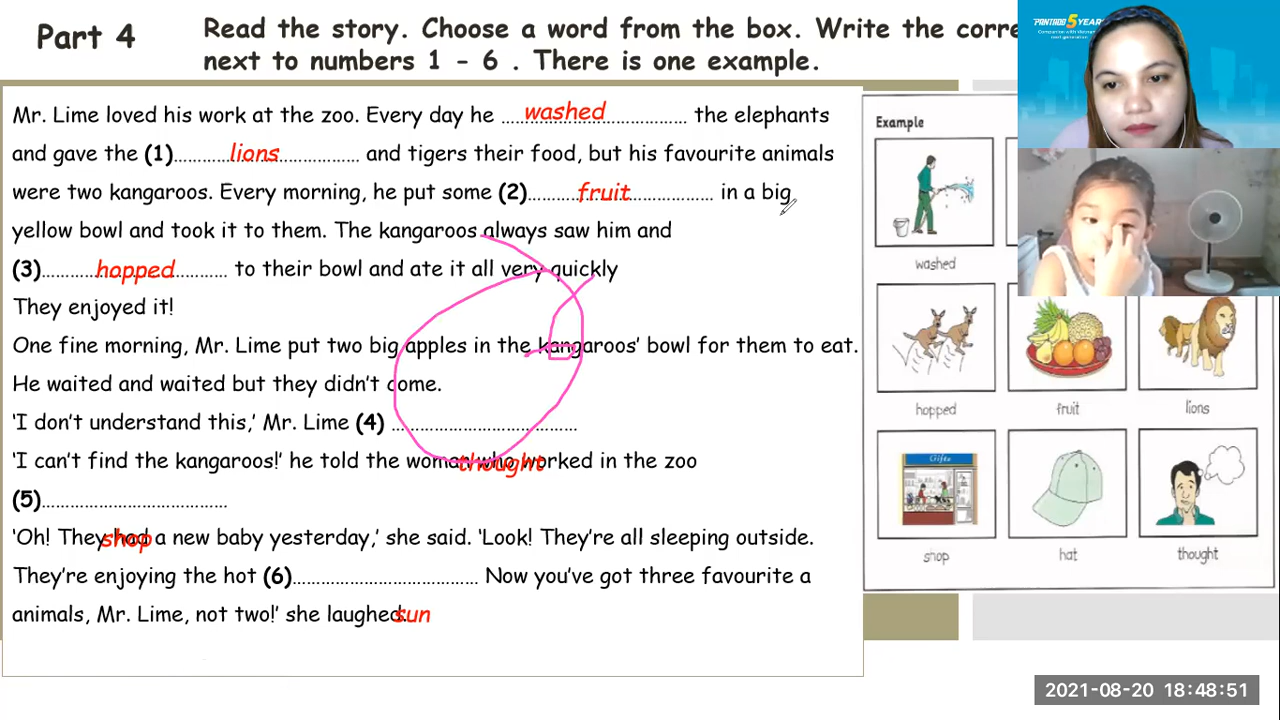 Part 4
Read the story. Choose a word from the box. Write the corre
next to numbers 1 - 6 . There is one example.
PANTIADO 5 YEAR
Mr. Lime loved his work at the zoo. Every day he ...washed... the elephants
and gave the (1)...lions... and tigers their food, but his favourite animals
were two kangaroos. Every morning, he put some (2)...fruit... in a big
yellow bowl and took it to them. The kangaroos always saw him and
(3)...hopped... to their bowl and ate it all very quickly
They enjoyed it!
One fine morning, Mr. Lime put two big apples in the kangaroos’ bowl for them to eat.
He waited and waited but they didn’t come.
‘I don’t understand this,’ Mr. Lime (4) ................................
‘I can’t find the kangaroos!’ he told the woman who worked in the zoo
thought
(5)................................
‘Oh! They had a new baby yesterday,’ she said. ‘Look! They’re all sleeping outside.
shop
They’re enjoying the hot (6)................................ Now you’ve got three favourite a
animals, Mr. Lime, not two!’ she laughed.
sun
Example
washed
hopped
fruit
lions
Gifts
shop
hat
thought
2021-08-20 18:48:51